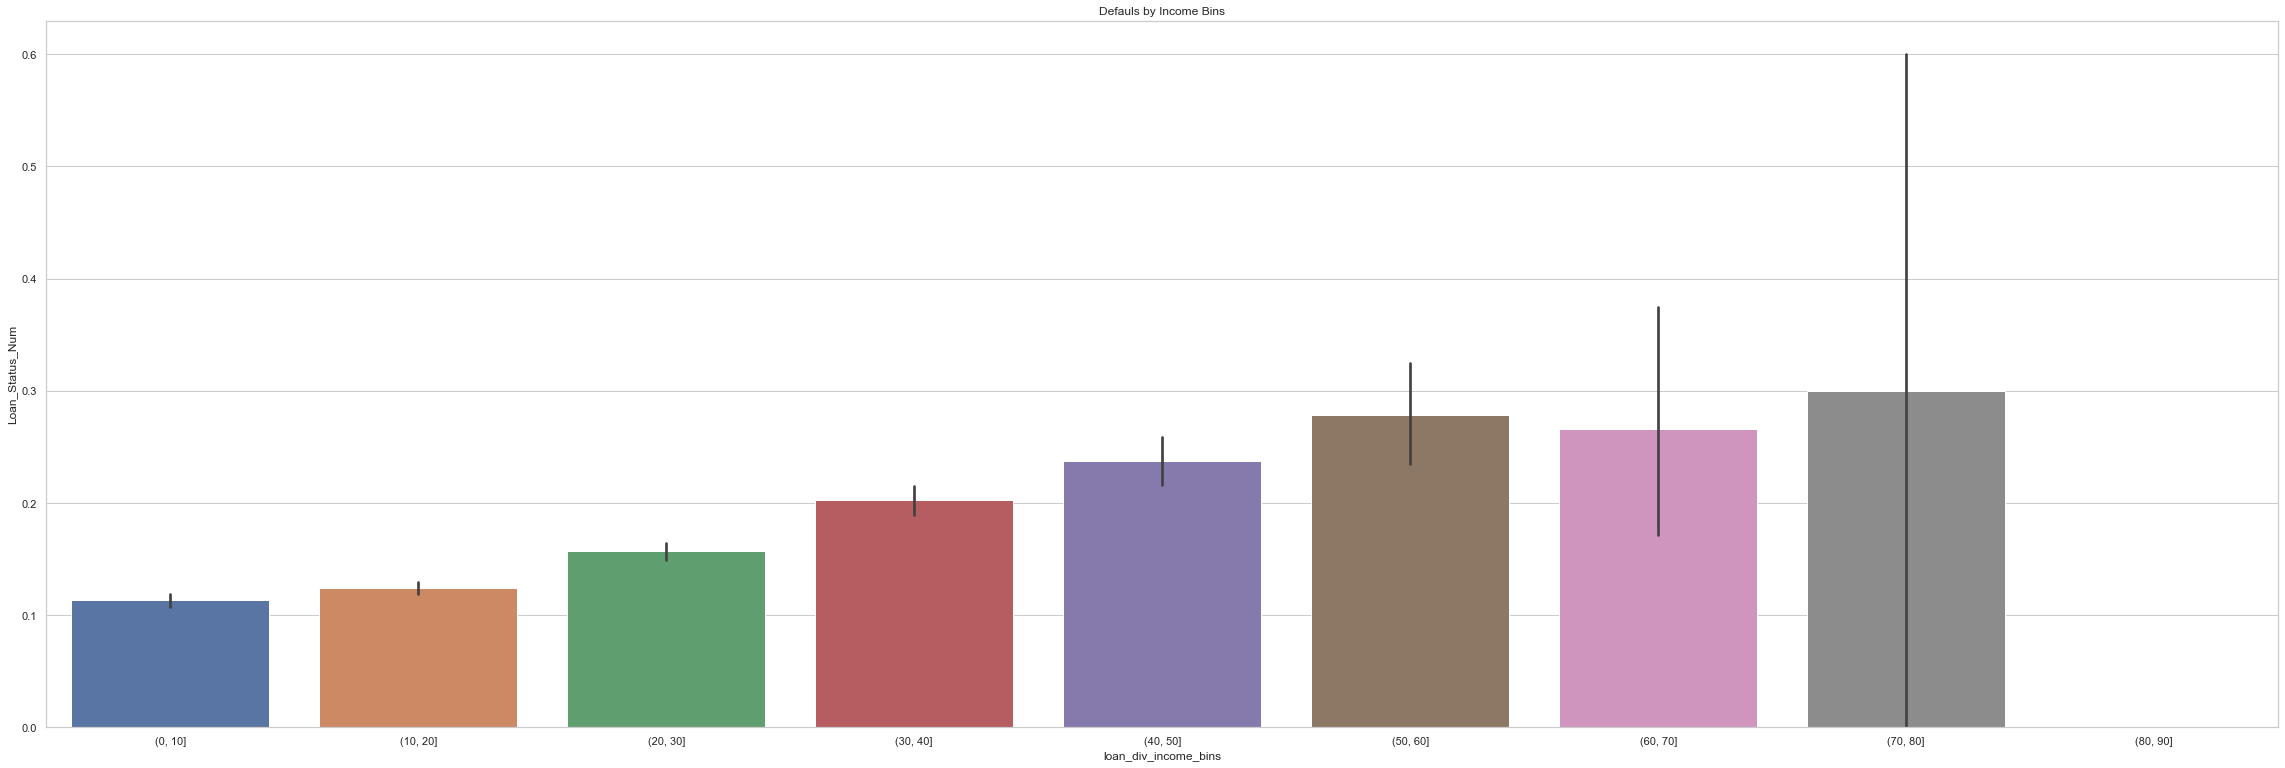 Defauls by Income Bins
0.6
0.5
0.4
0.3
0.2
0.1
0.0
Loan_Status_Num
(0, 10] (10, 20] (20, 30] (30, 40] (40, 50] (50, 60] (60, 70] (70, 80] (80, 90]
loan_div_income_bins